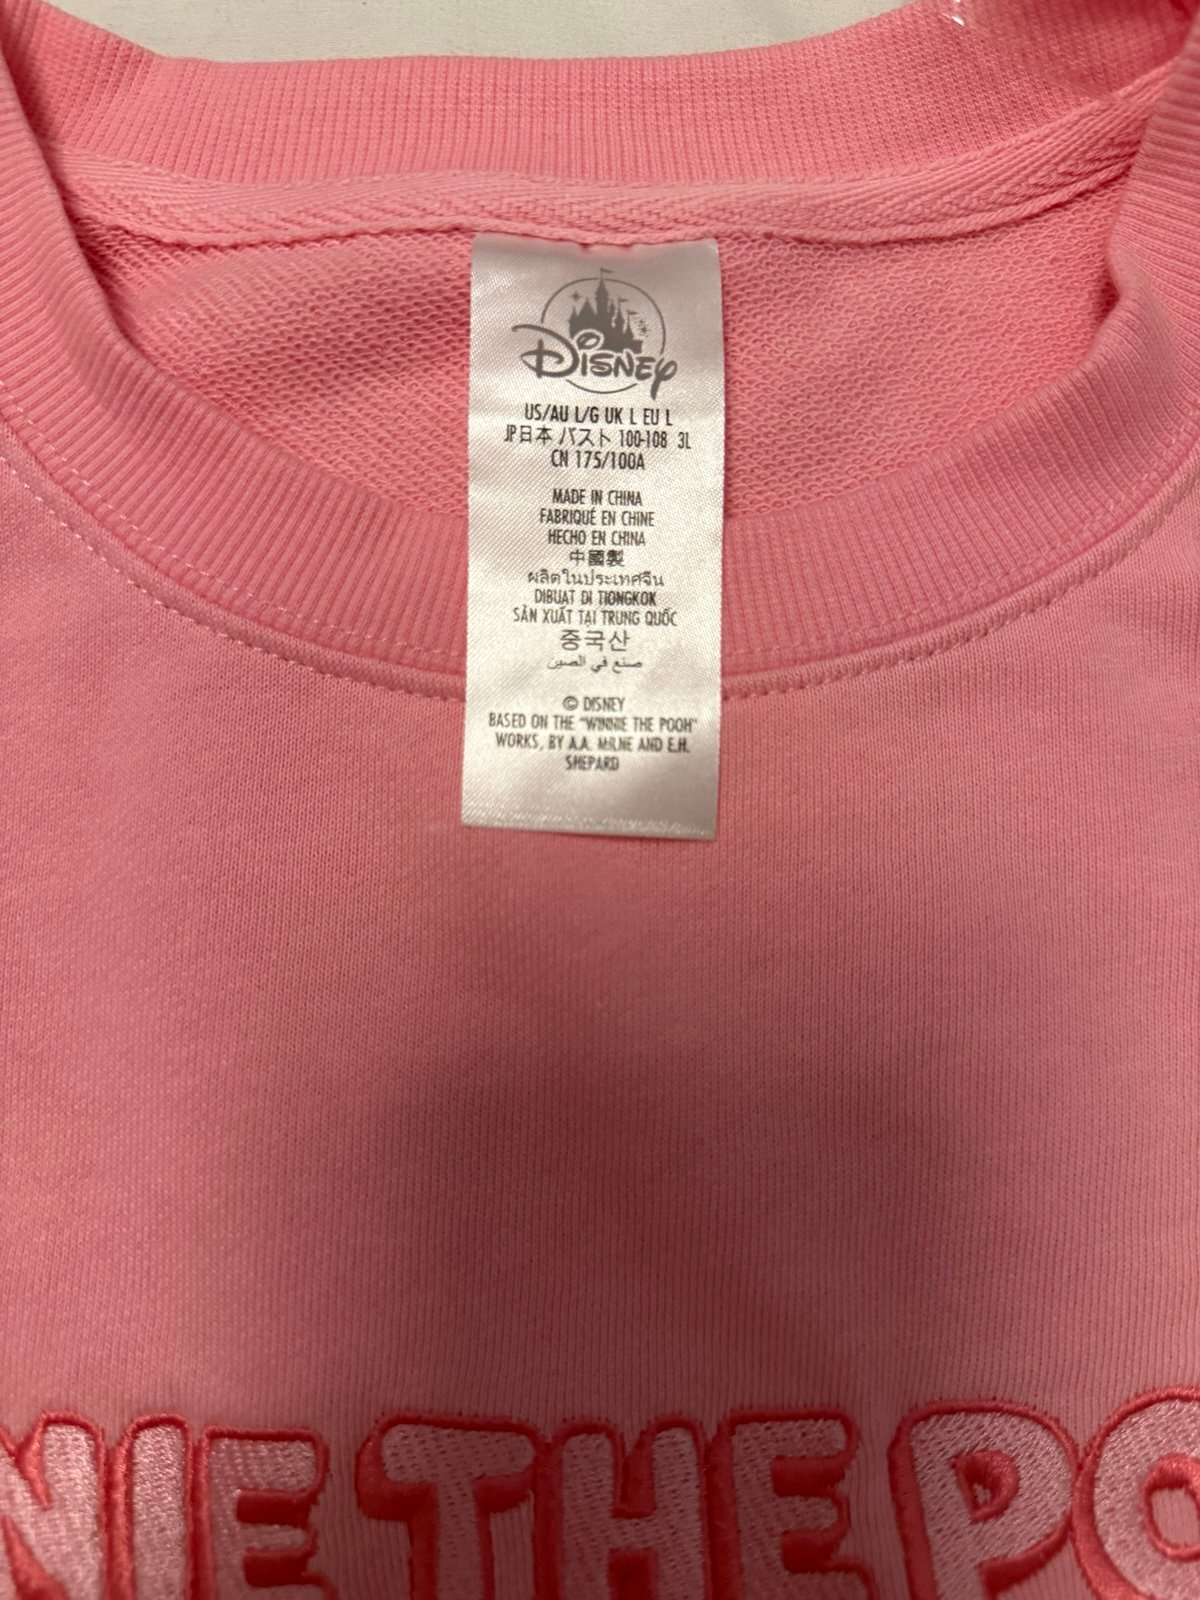 Disney
US/AU L/G UK L EU L
JP日本 バスト 100-108 3L
CN 175/100A
MADE IN CHINA
FABRIQUÉ EN CHINE
HECHO EN CHINA
中國製
ผลิตในประเทศจีน
DIBUAT DI TIONGKOK
SẢN XUẤT TẠI TRUNG QUỐC
중국산
صنع في الصين
© DISNEY
BASED ON THE "WINNIE THE POOH"
WORKS, BY A.A. MILNE AND E.H.
SHEPARD
NIE THE PO